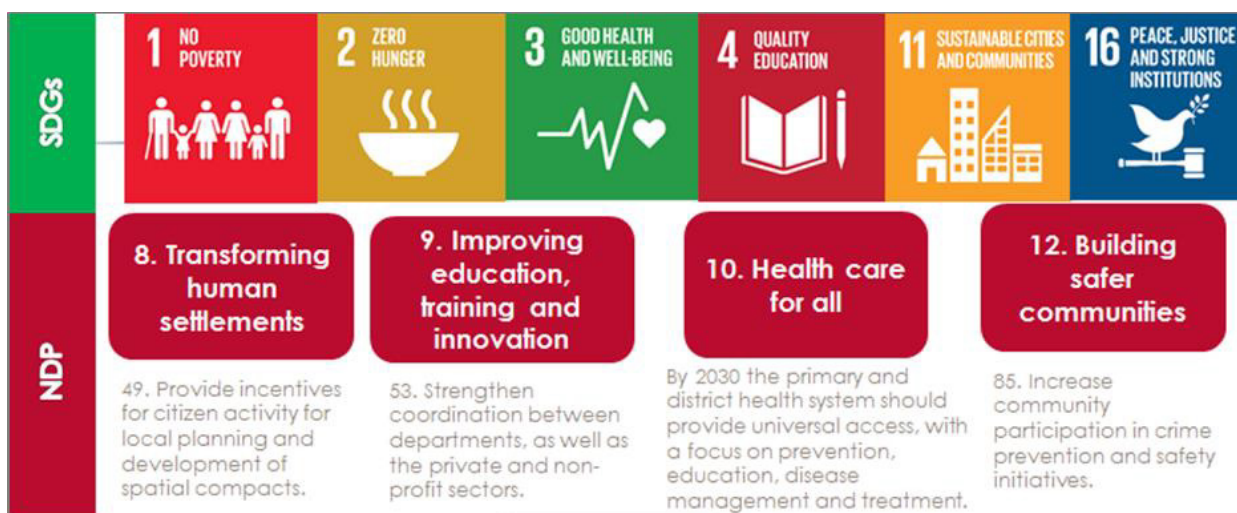 SDGs
1 NO
POVERTY
2 ZERO
HUNGER
3 GOOD HEALTH
AND WELL-BEING
4 QUALITY
EDUCATION
11 SUSTAINABLE CITIES
AND COMMUNITIES
16 PEACE, JUSTICE
AND STRONG
INSTITUTIONS
NDP
8. Transforming
human
settlements
9. Improving
education,
training and
innovation
10. Health care
for all
12. Building
safer
communities
49. Provide incentives
for citizen activity for
local planning and
development of
spatial compacts.
53. Strengthen
coordination between
departments, as well as
the private and non-
profit sectors.
By 2030 the primary and
district health system should
provide universal access, with
a focus on prevention,
education, disease
management and treatment.
85. Increase
community
participation in crime
prevention and safety
initiatives.